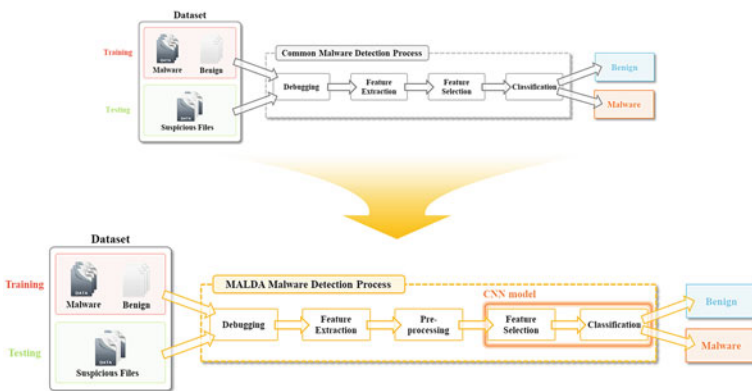 Dataset
Training
Malware
Benign
Testing
Suspicious Files
Common Malware Detection Process
Debugging
Feature
Extraction
Feature
Selection
Classification
Benign
Malware
Dataset
Training
DATA
Malware
Benign
Testing
DATA
Suspicious Files
MALDA Malware Detection Process
CNN model
Debugging
Feature
Extraction
Pre-
processing
Feature
Selection
Classification
Benign
Malware